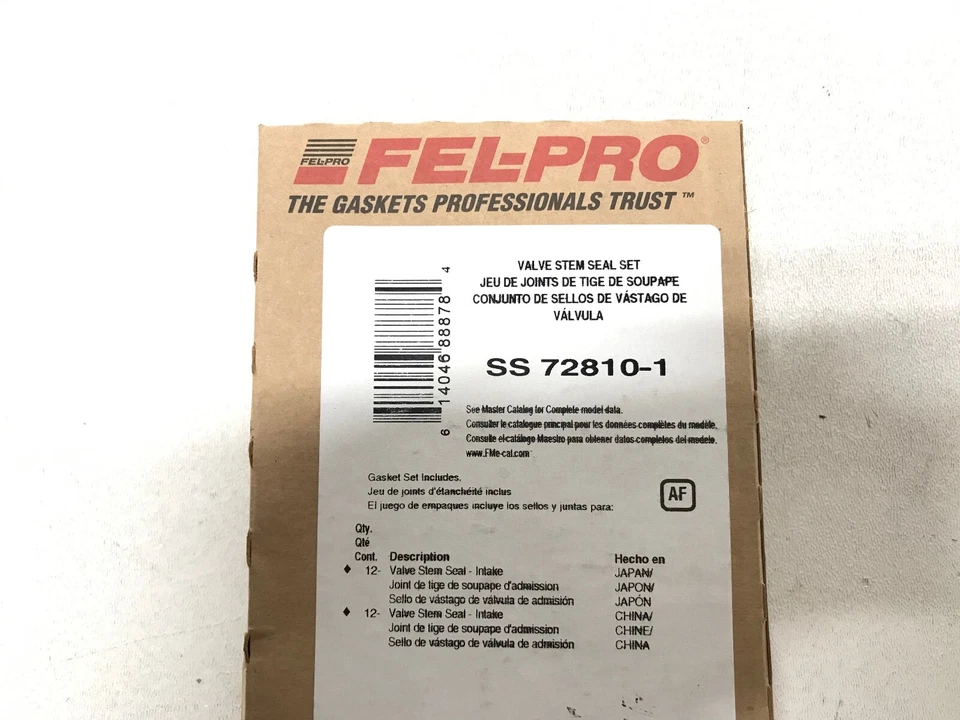 FEL-PRO
FEL-PRO®
THE GASKETS PROFESSIONALS TRUST™
VALVE STEM SEAL SET
JEU DE JOINTS DE TIGE DE SOUPAPE
CONJUNTO DE SELLOS DE VÁSTAGO DE
VÁLVULA
6 14046 88878 4
SS 72810-1
See Master Catalog for Complete model data.
Consulter le catalogue principal pour les données complètes du modèle.
Consulte el catálogo Maestro para obtener datos completos del modelo.
www.FMe-cat.com
Gasket Set Includes.
Jeu de joints d'étanchéité inclus
El juego de empaques incluye los sellos y juntas para:
AF
Qty.
Qté
Cont. Description Hecho en
♦ 12- Valve Stem Seal - Intake JAPAN/
Joint de tige de soupape d'admission JAPON/
Sello de vástago de válvula de admisión JAPÓN
♦ 12- Valve Stem Seal - Intake CHINA/
Joint de tige de soupape d'admission CHINE/
Sello de vástago de válvula de admisión CHINA